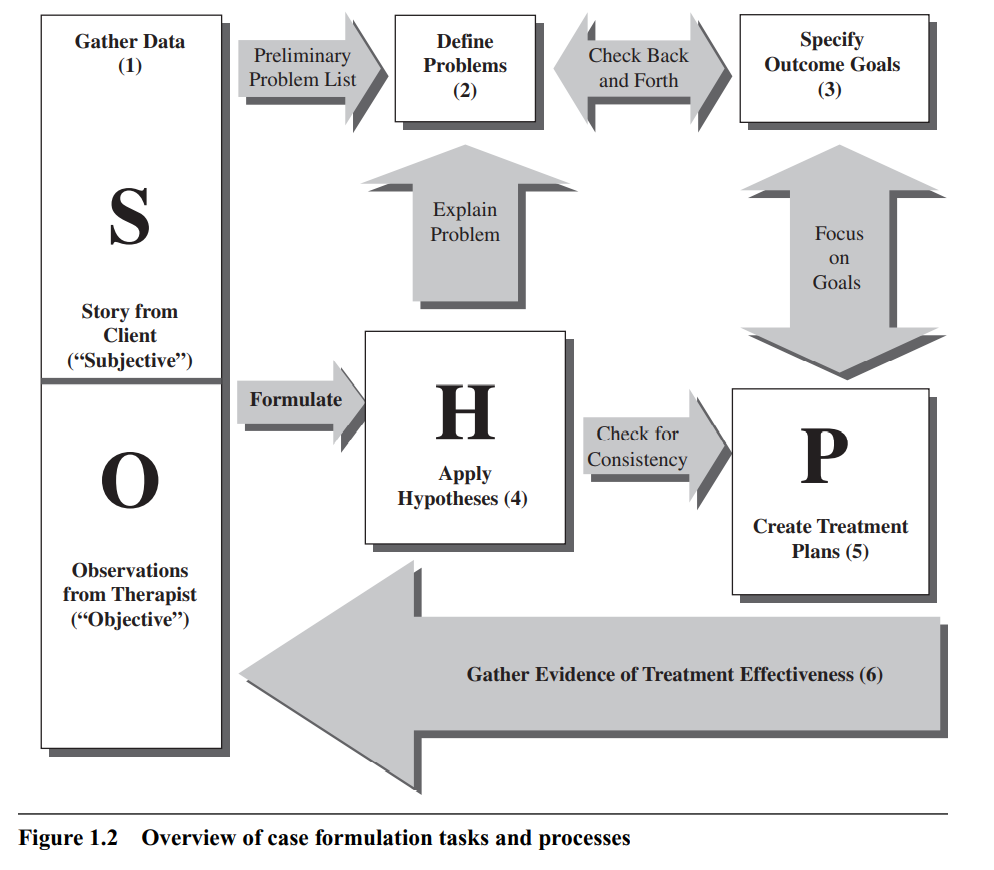 Gather Data
(1)
S
Story from
Client
(“Subjective”)
O
Observations
from Therapist
(“Objective”)
Preliminary
Problem List
Define
Problems
(2)
Check Back
and Forth
Specify
Outcome Goals
(3)
Explain
Problem
Focus
on
Goals
Formulate
H
Apply
Hypotheses (4)
Check for
Consistency
P
Create Treatment
Plans (5)
Gather Evidence of Treatment Effectiveness (6)
Figure 1.2 Overview of case formulation tasks and processes